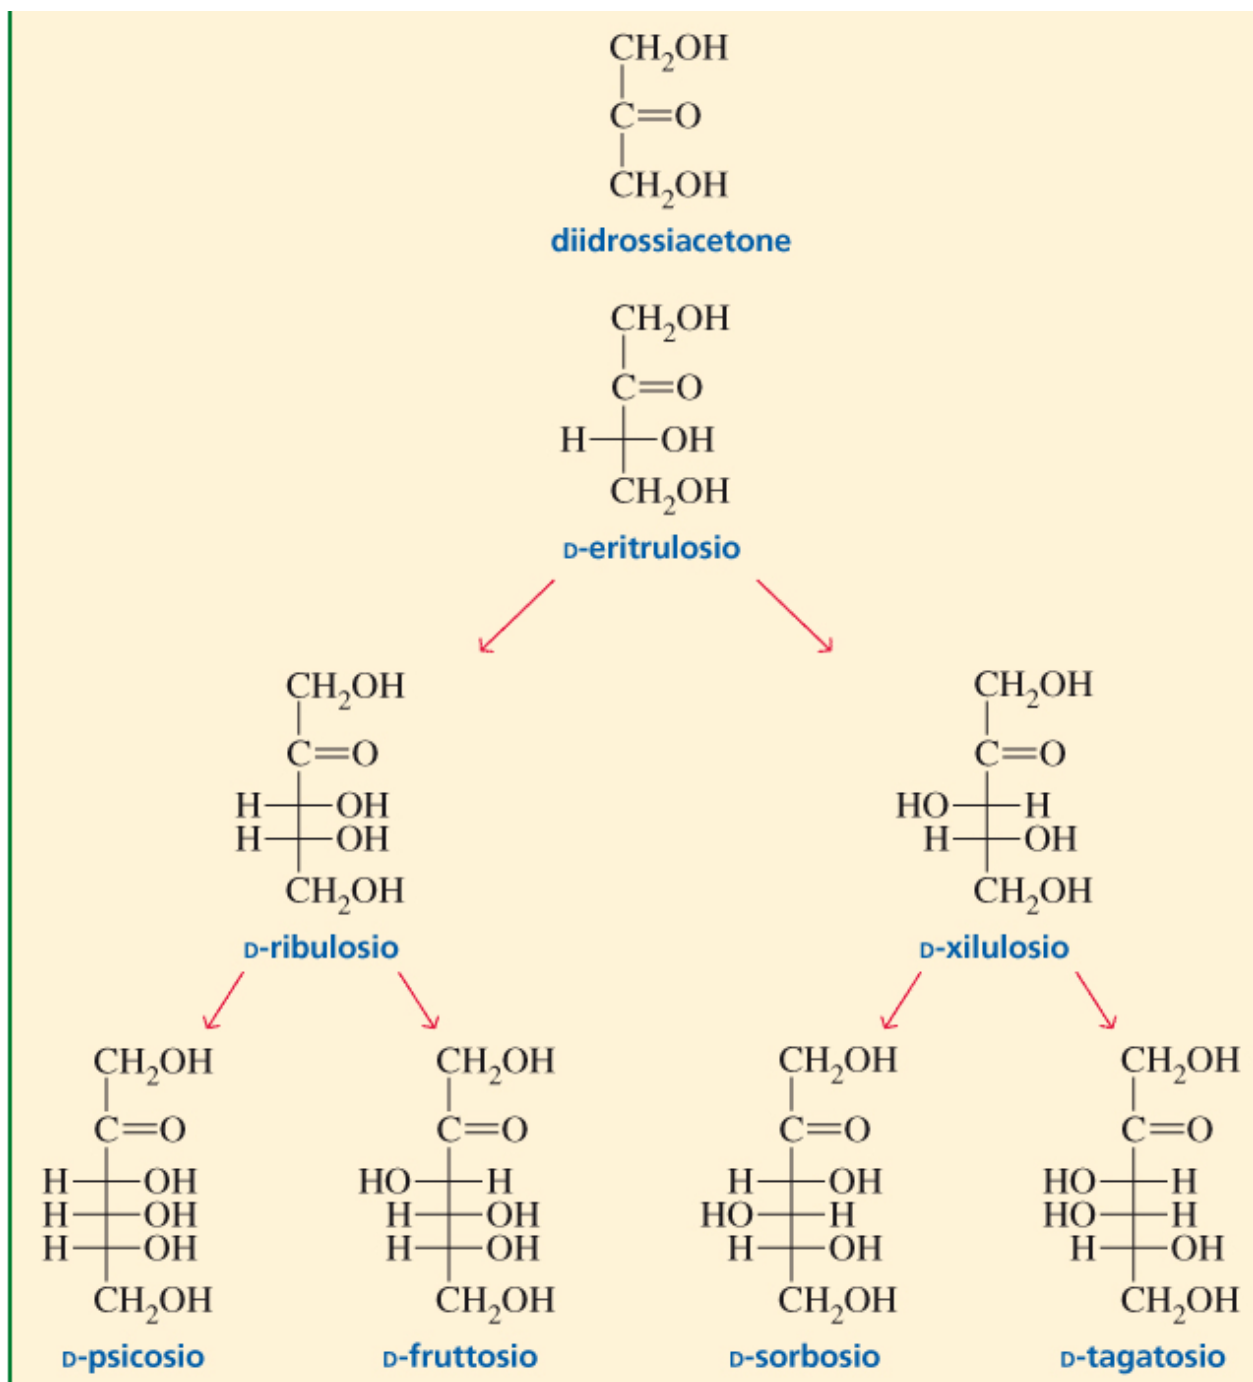 CH₂OH
C=O
CH₂OH
diidrossiacetone
CH₂OH
C=O
H OH
CH₂OH
D-eritrulosio
CH₂OH CH₂OH
C=O C=O
H OH HO H
H OH H OH
CH₂OH CH₂OH
D-ribulosio D-xilulosio
CH₂OH CH₂OH CH₂OH CH₂OH
C=O C=O C=O C=O
H OH HO H H OH HO H
H OH H OH HO H HO H
H OH H OH H OH H OH
CH₂OH CH₂OH CH₂OH CH₂OH
D-psicosio D-fruttosio D-sorbosio D-tagatosio